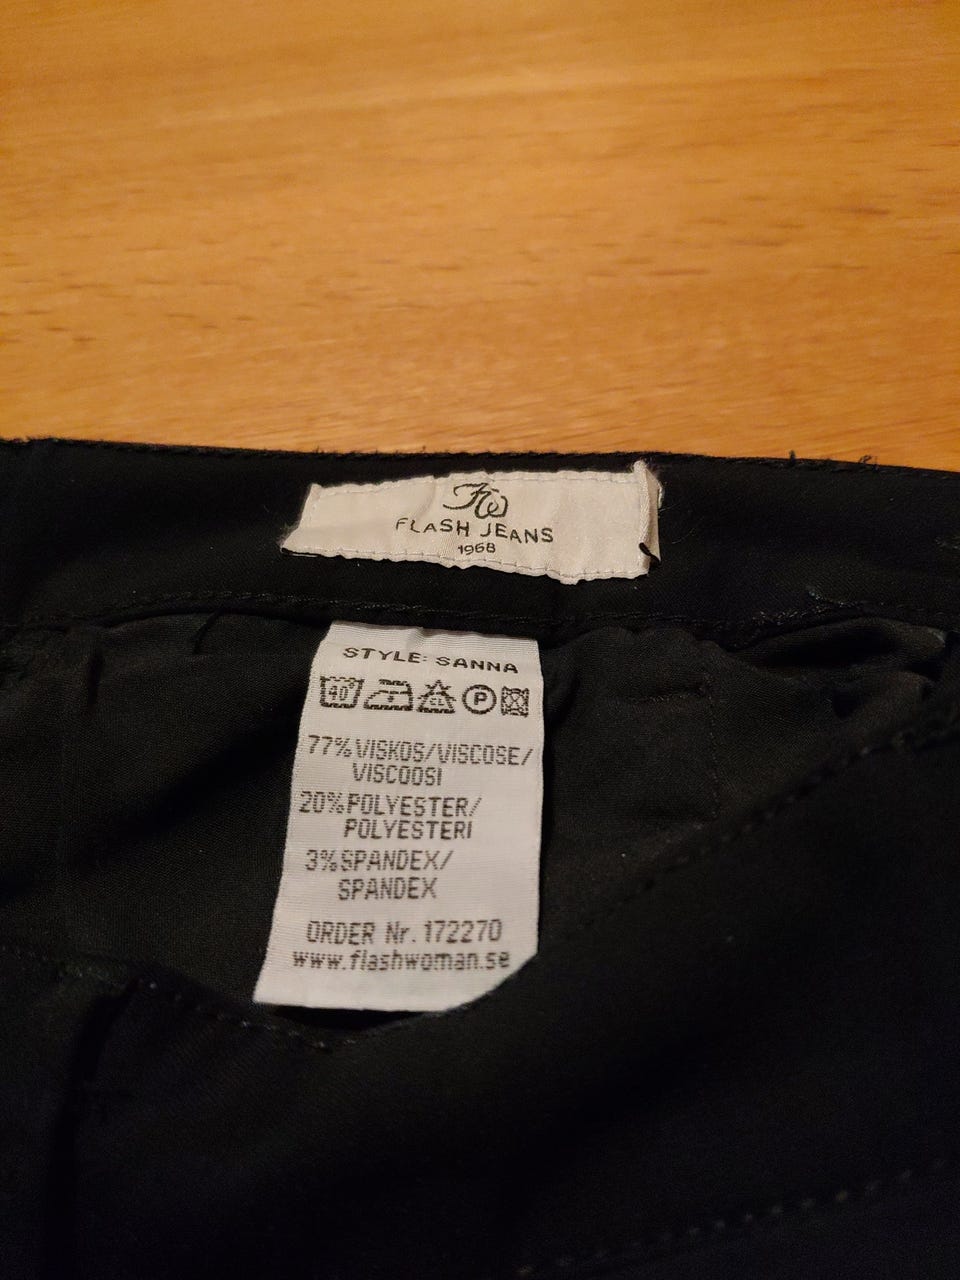 FW
FLASH JEANS
1968
STYLE: SANNA
40° CL P
77% VISKOS/VISCOSE/
VISCOOSI
20% POLYESTER/
POLYESTERI
3% SPANDEX/
SPANDEX
ORDER Nr. 172270
www.flashwoman.se